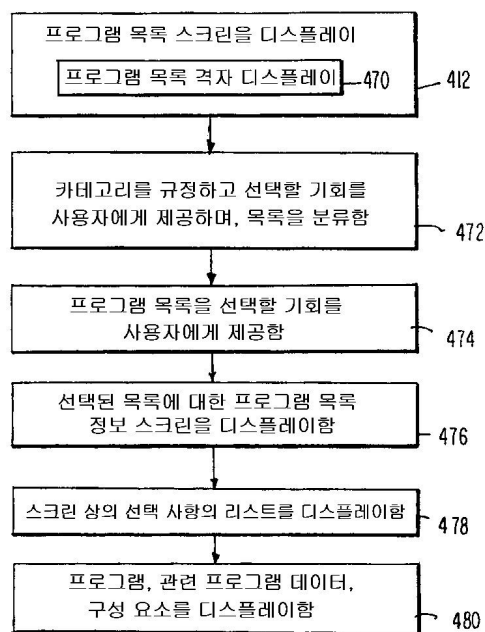 프로그램 목록 스크린을 디스플레이
프로그램 목록 격자 디스플레이
470
412
카테고리를 규정하고 선택할 기회를
사용자에게 제공하며, 목록을 분류함
472
프로그램 목록을 선택할 기회를
사용자에게 제공함
474
선택된 목록에 대한 프로그램 목록
정보 스크린을 디스플레이함
476
스크린 상의 선택 사항의 리스트를 디스플레이함
478
프로그램, 관련 프로그램 데이터,
구성 요소를 디스플레이함
480